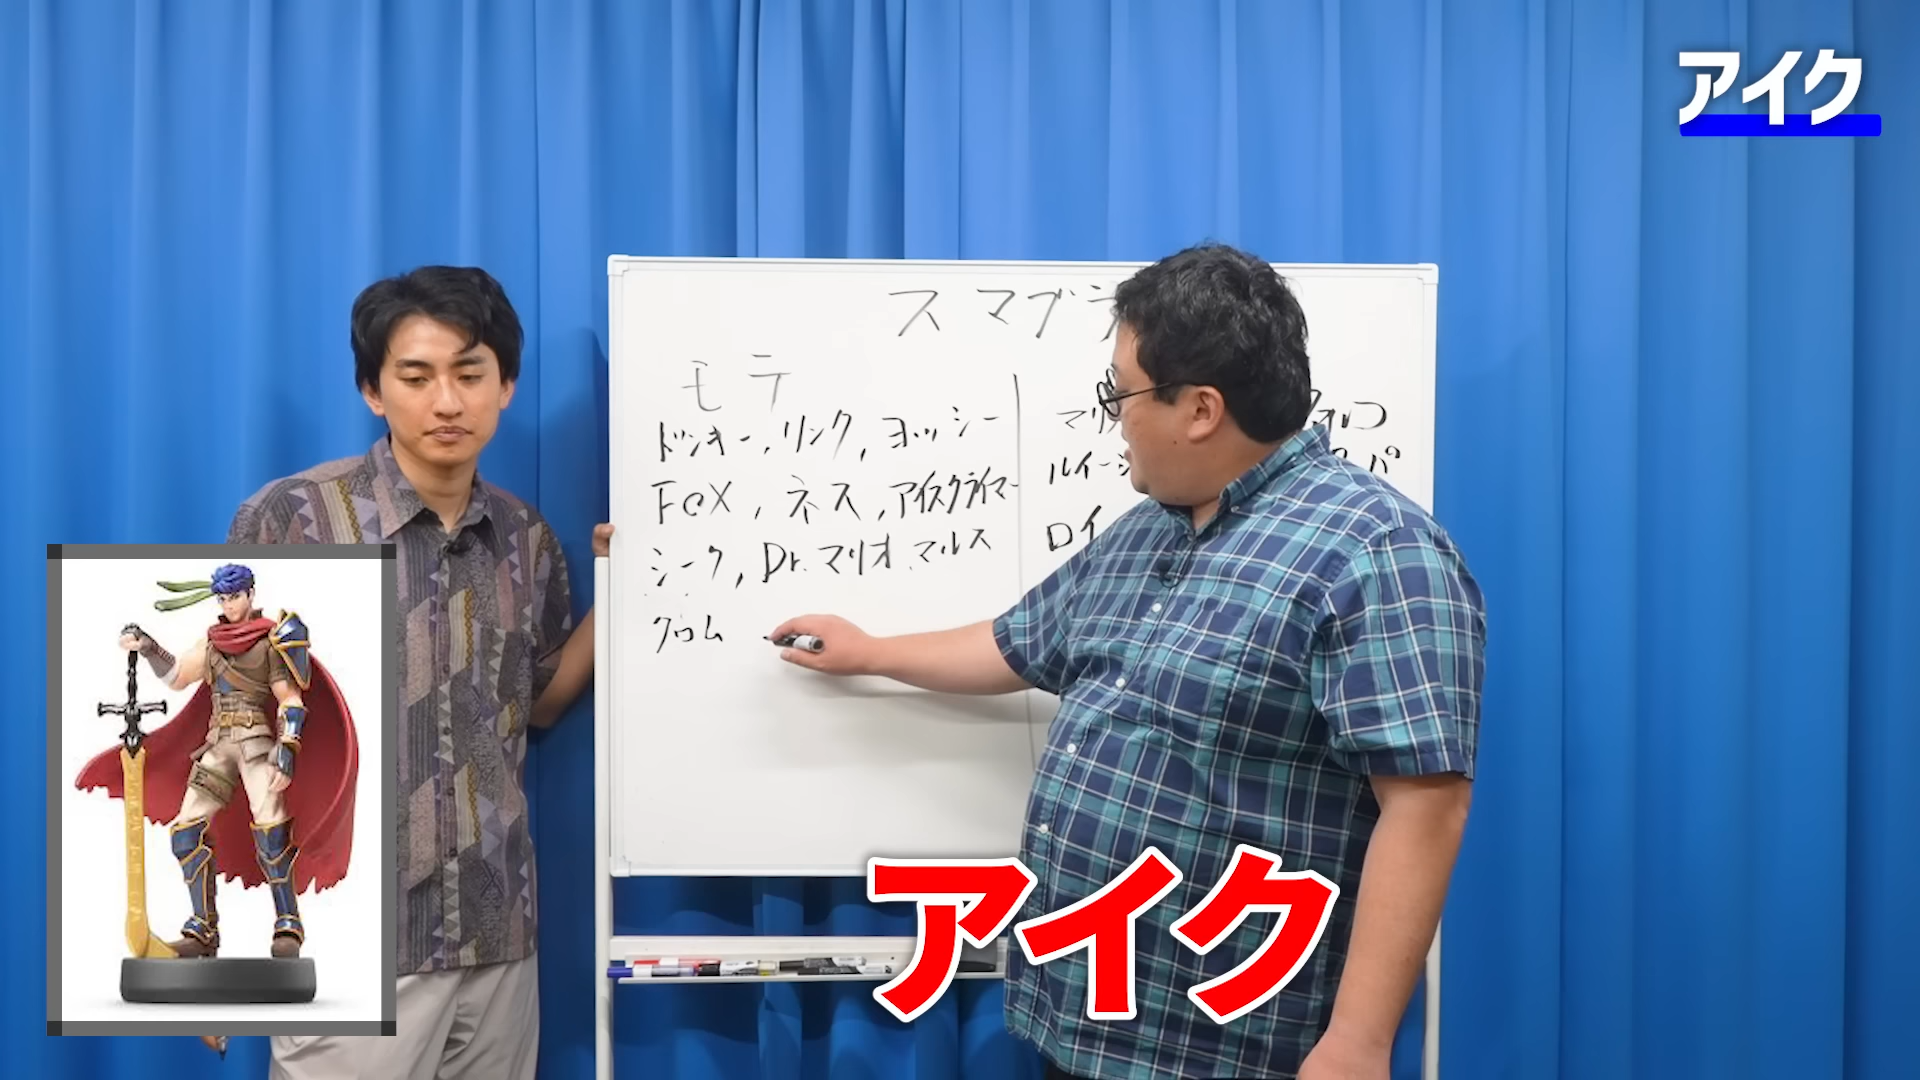 アイク
スマブラ
モテ
ドンキー, リンク, ヨッシー
FOX, ネス, アイスクライマー
シーク, Dr.マリオ マルス
クロム
マリ
ルイージ
ロイ
アイク